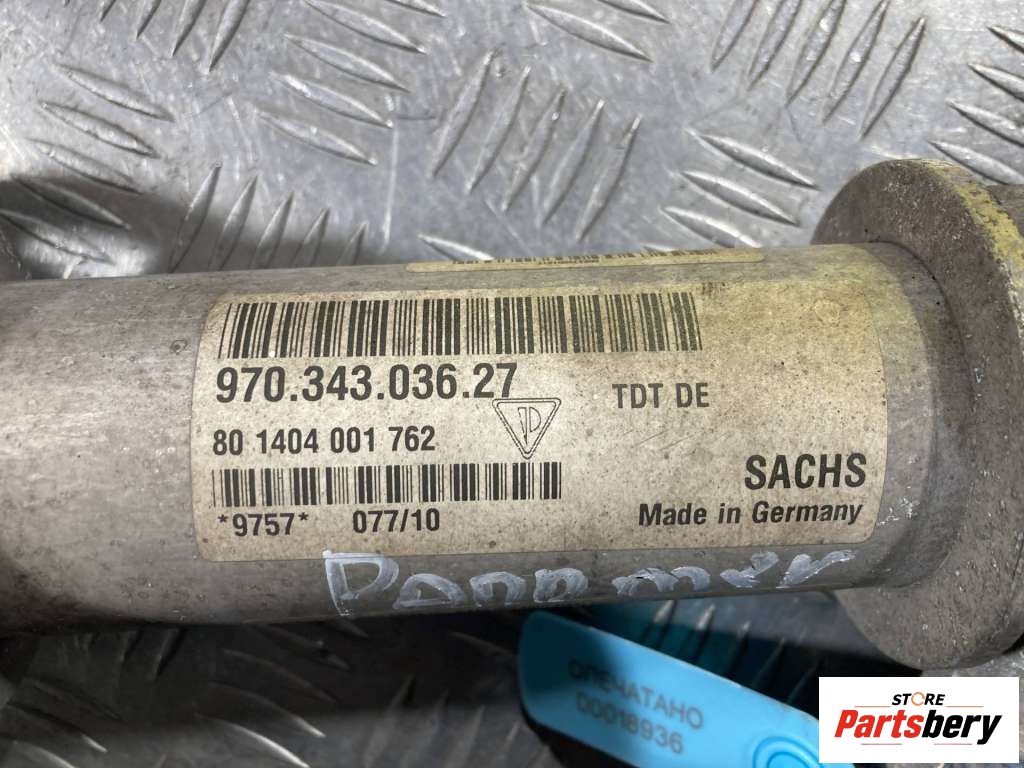 970.343.036.27
TDT DE
80 1404 001 762
SACHS
*9757* 077/10
Made in Germany
ОПЕЧАТАНО
00018936
STORE
Partsbery